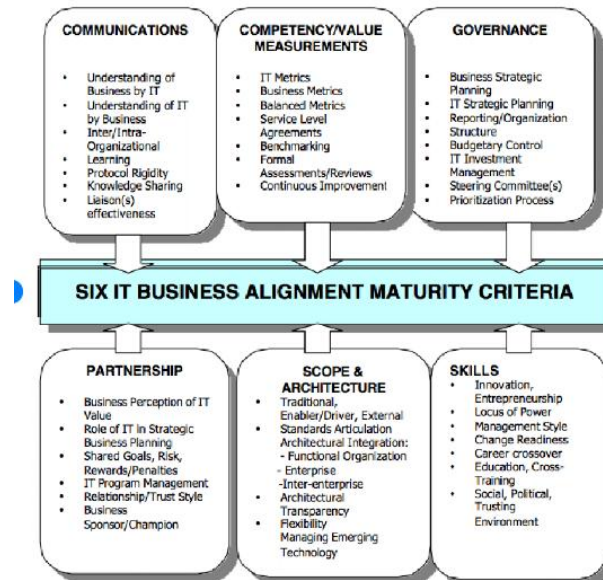 COMMUNICATIONS
• Understanding of
Business by IT
• Understanding of IT
by Business
• Inter/Intra-
Organizational
• Learning
• Protocol Rigidity
• Knowledge Sharing
• Liaison(s)
effectiveness
COMPETENCY/VALUE
MEASUREMENTS
• IT Metrics
• Business Metrics
• Balanced Metrics
• Service Level
Agreements
• Benchmarking
• Formal
Assessments/Reviews
• Continuous Improvement
GOVERNANCE
• Business Strategic
Planning
• IT Strategic Planning
• Reporting/Organization
Structure
• Budgetary Control
• IT Investment
Management
• Steering Committee(s)
• Prioritization Process
SIX IT BUSINESS ALIGNMENT MATURITY CRITERIA
PARTNERSHIP
• Business Perception of IT
Value
• Role of IT in Strategic
Business Planning
• Shared Goals, Risk,
Rewards/Penalties
• IT Program Management
• Relationship/Trust Style
• Business
Sponsor/Champion
SCOPE &
ARCHITECTURE
• Traditional,
Enabler/Driver, External
• Standards Articulation
Architectural Integration:
- Functional Organization
- Enterprise
-Inter-enterprise
• Architectural
Transparency
• Flexibility
Managing Emerging
Technology
SKILLS
• Innovation,
Entrepreneurship
• Locus of Power
• Management Style
• Change Readiness
• Career crossover
• Education, Cross-
Training
• Social, Political,
Trusting
Environment